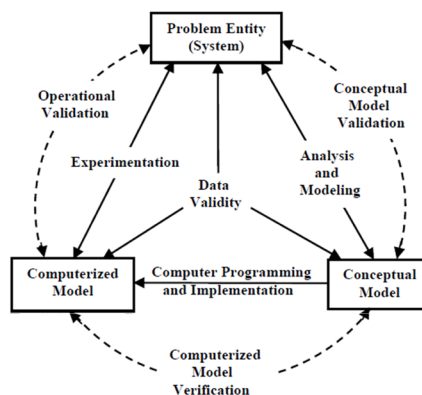 Problem Entity
(System)
Operational
Validation
Conceptual
Model
Validation
Experimentation
Analysis
and
Modeling
Data
Validity
Computerized
Model
Computer Programming
and Implementation
Conceptual
Model
Computerized
Model
Verification